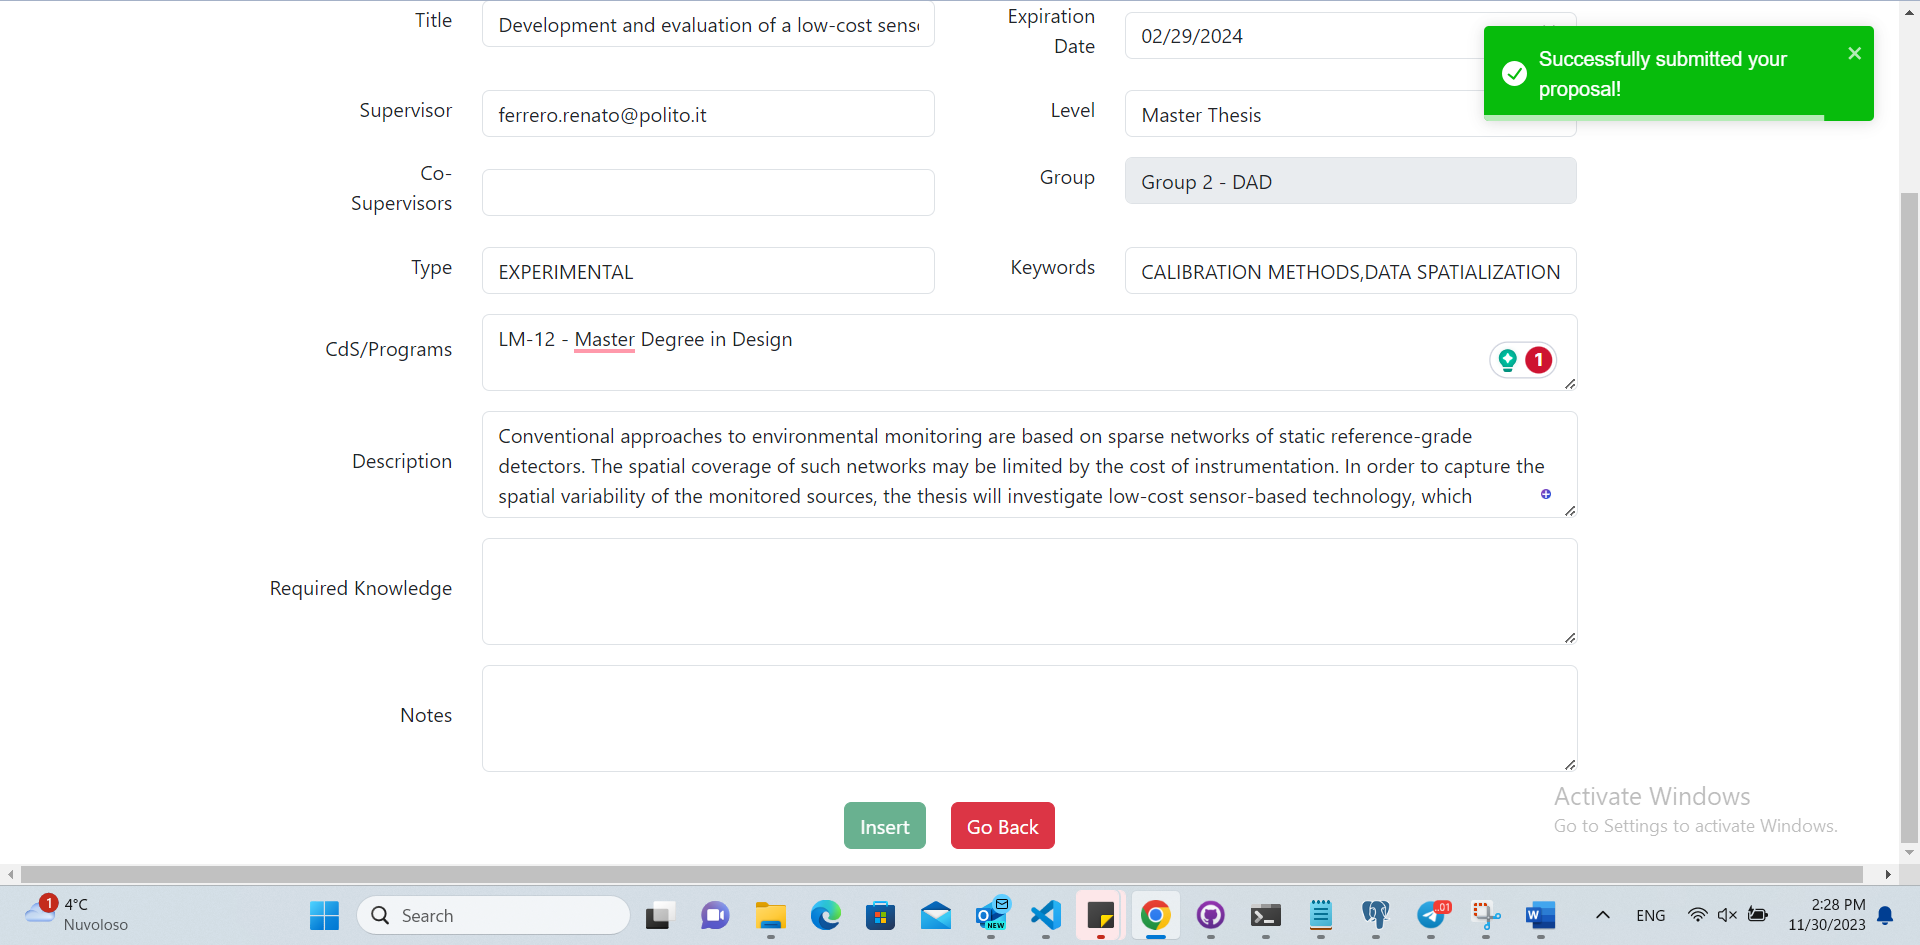 Title
Development and evaluation of a low-cost sens
Expiration
Date
02/29/2024
Successfully submitted your
proposal!
Supervisor
ferrero.renato@polito.it
Level
Master Thesis
Co-
Supervisors
Group
Group 2 - DAD
Type
EXPERIMENTAL
Keywords
CALIBRATION METHODS,DATA SPATIALIZATION
CdS/Programs
LM-12 - Master Degree in Design
1
Description
Conventional approaches to environmental monitoring are based on sparse networks of static reference-grade
detectors. The spatial coverage of such networks may be limited by the cost of instrumentation. In order to capture the
spatial variability of the monitored sources, the thesis will investigate low-cost sensor-based technology, which
Required Knowledge
Notes
Insert
Go Back
Activate Windows
Go to Settings to activate Windows.
1
4°C
Nuvoloso
Search
NEW
.01
W
ENG
2:28 PM
11/30/2023